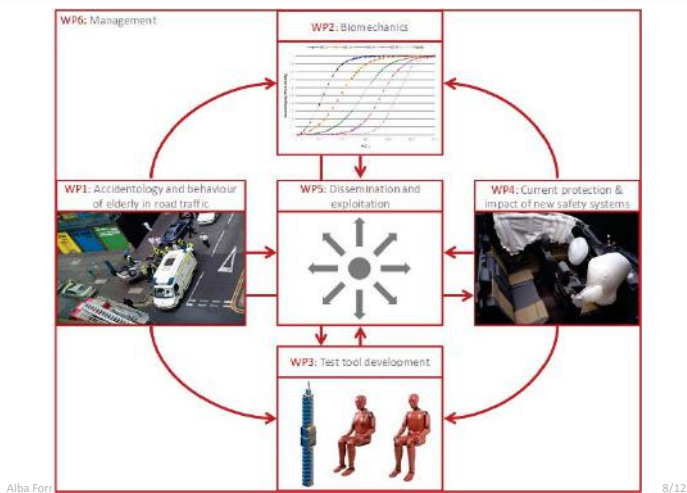 WP6: Management
WP2: Biomechanics
WP1: Accidentology and behaviour
of elderly in road traffic
WP5: Dissemination and
exploitation
WP4: Current protection &
impact of new safety systems
WP3: Test tool development
Alba Forr
8/12